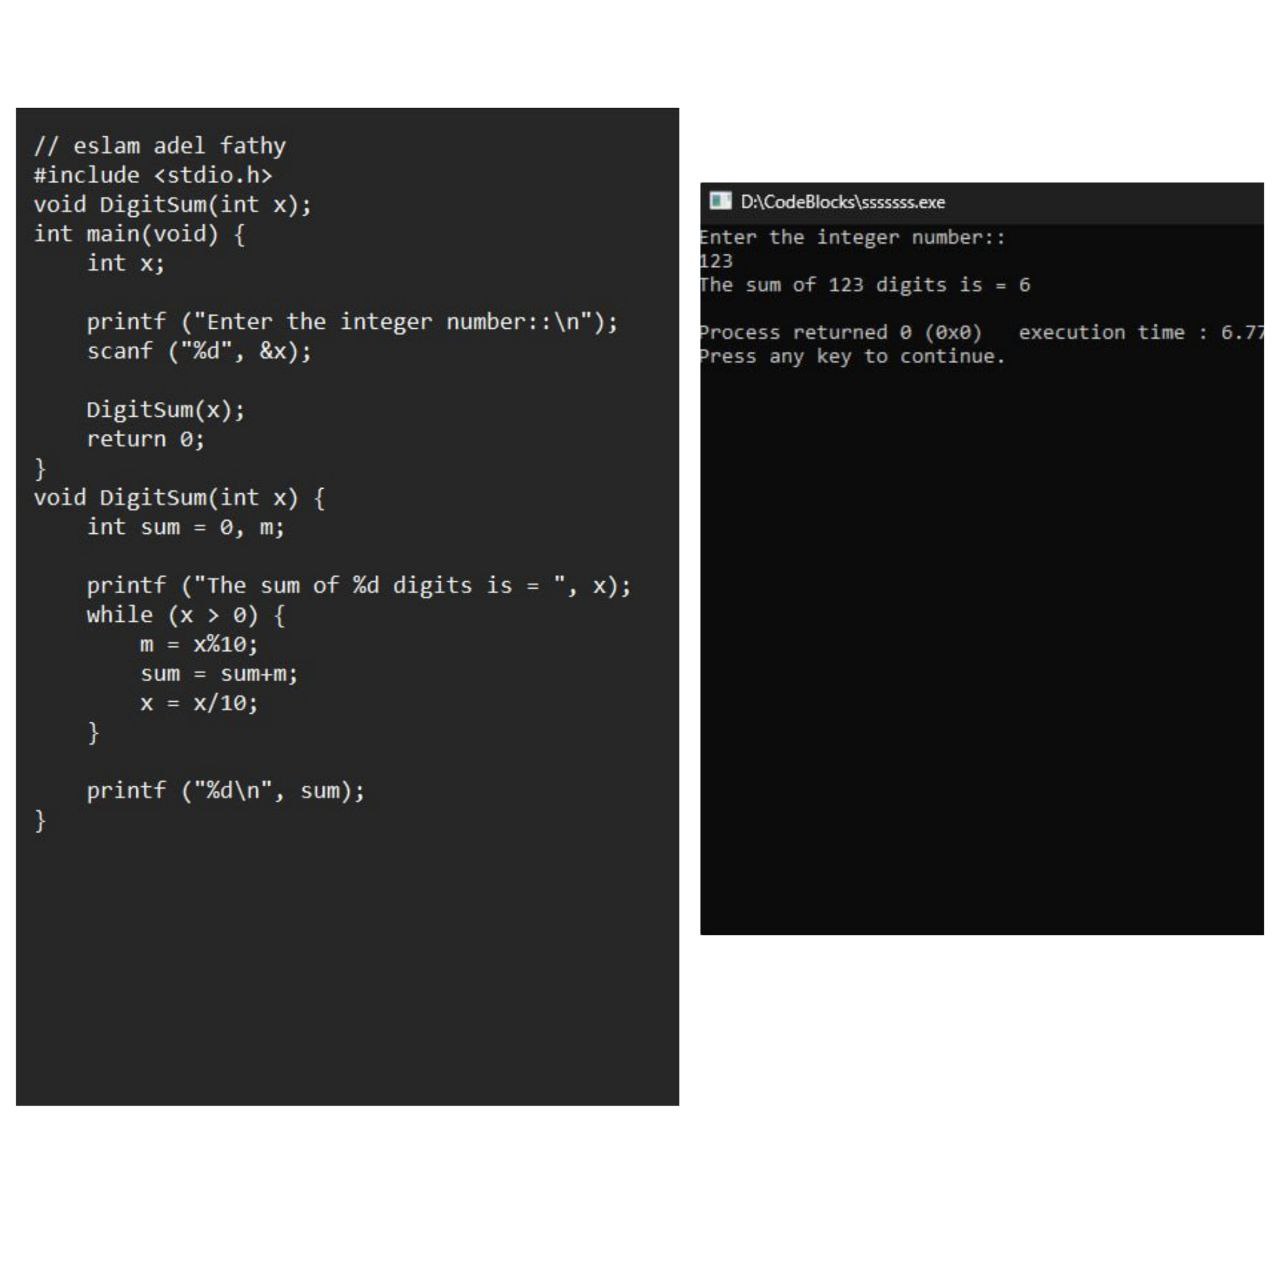 // eslam adel fathy
#include <stdio.h>
void DigitSum(int x);
int main(void) {
    int x;
    printf ("Enter the integer number::\n");
    scanf ("%d", &x);
    DigitSum(x);
    return 0;
}
void DigitSum(int x) {
    int sum = 0, m;
    printf ("The sum of %d digits is = ", x);
    while (x > 0) {
        m = x%10;
        sum = sum+m;
        x = x/10;
    }
    printf ("%d\n", sum);
}
D:\CodeBlocks\sssssss.exe
Enter the integer number::
123
The sum of 123 digits is = 6
Process returned 0 (0x0)   execution time : 6.77
Press any key to continue.